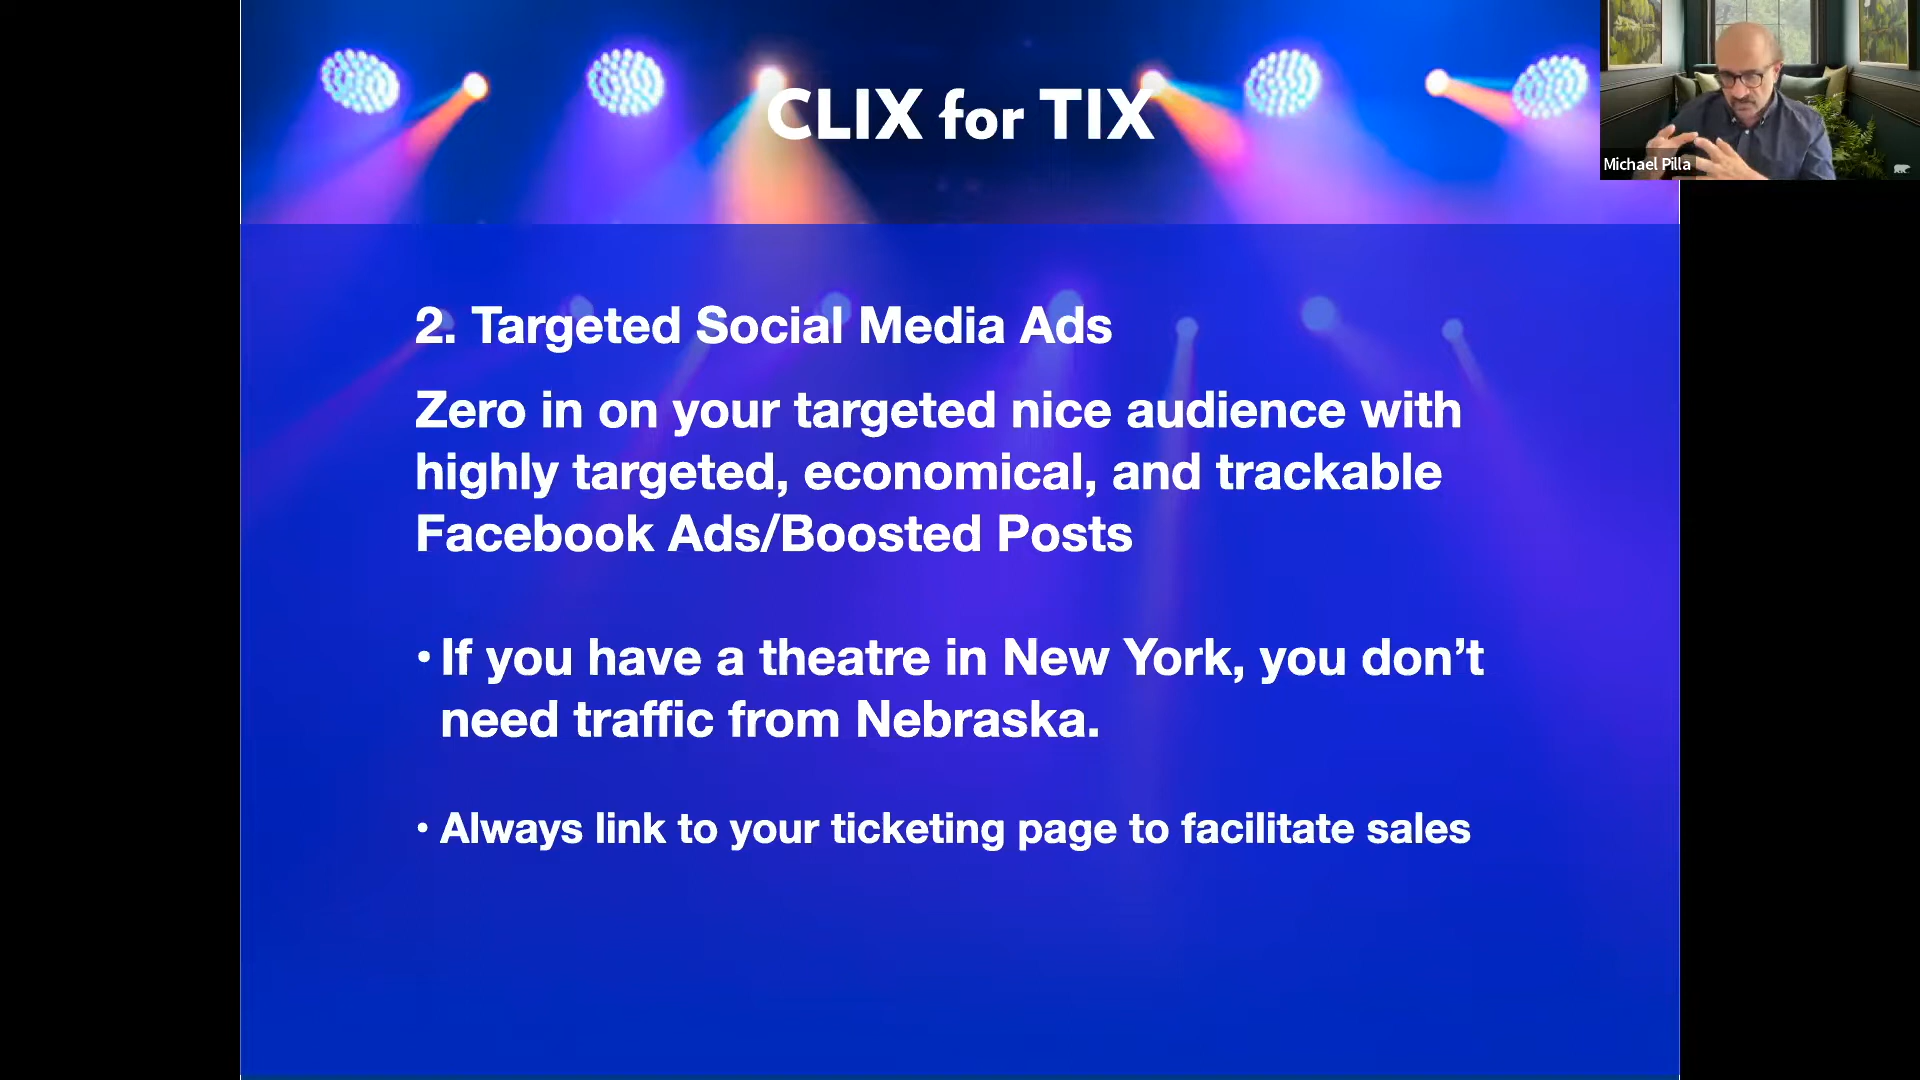 CLIX for TIX
Michael Pilla
2. Targeted Social Media Ads
Zero in on your targeted nice audience with
highly targeted, economical, and trackable
Facebook Ads/Boosted Posts
• If you have a theatre in New York, you don’t
need traffic from Nebraska.
• Always link to your ticketing page to facilitate sales